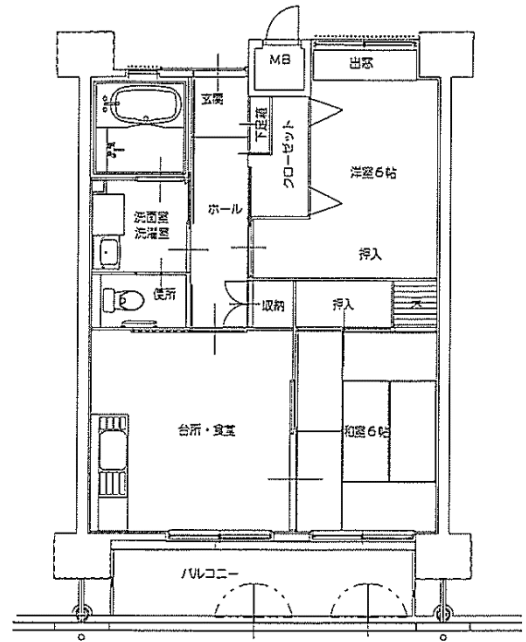 MB
出窓
玄関
下足箱
クローゼット
洋室6帖
ホール
洗面室
洗濯室
押入
便所
収納
押入
台所・食堂
和室6帖
バルコニー